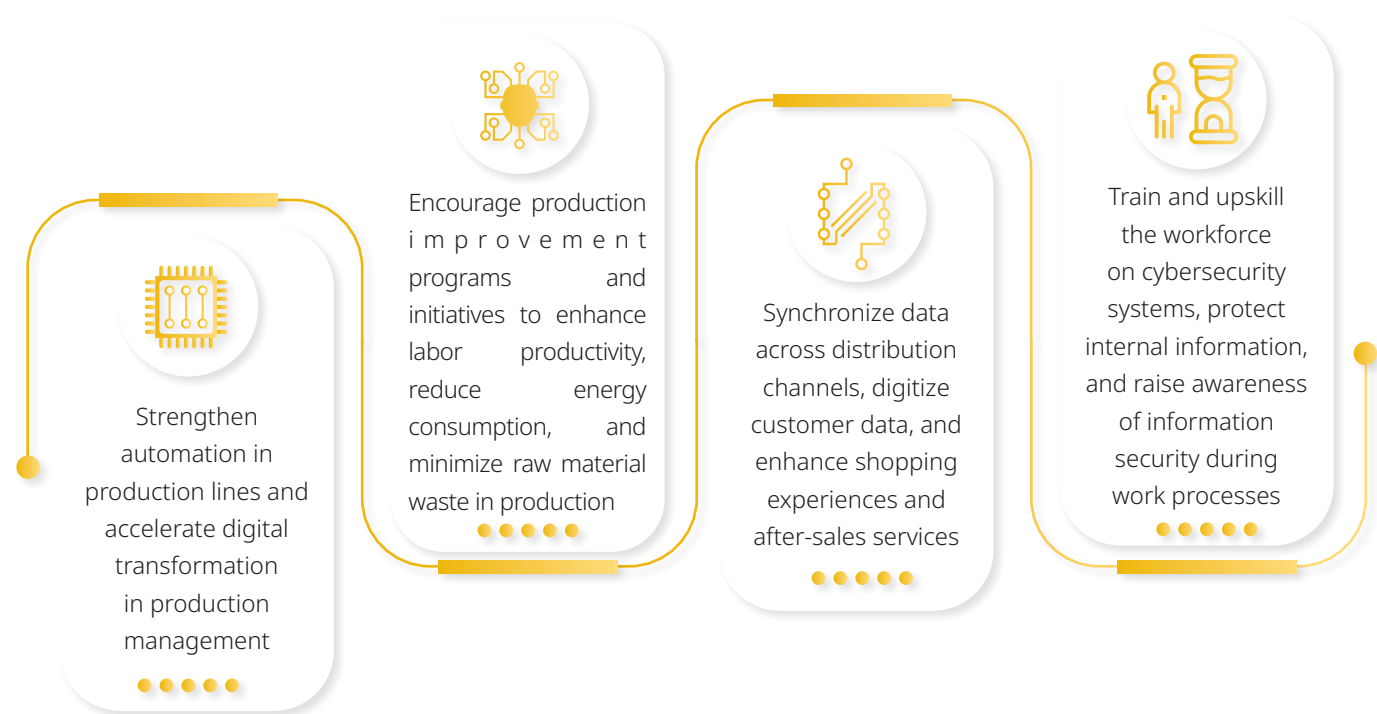 Strengthen
automation in
production lines and
accelerate digital
transformation
in production
management
Encourage production
improvement
programs and
initiatives to enhance
labor productivity,
reduce energy
consumption, and
minimize raw material
waste in production
Synchronize data
across distribution
channels, digitize
customer data, and
enhance shopping
experiences and
after-sales services
Train and upskill
the workforce
on cybersecurity
systems, protect
internal information,
and raise awareness
of information
security during
work processes